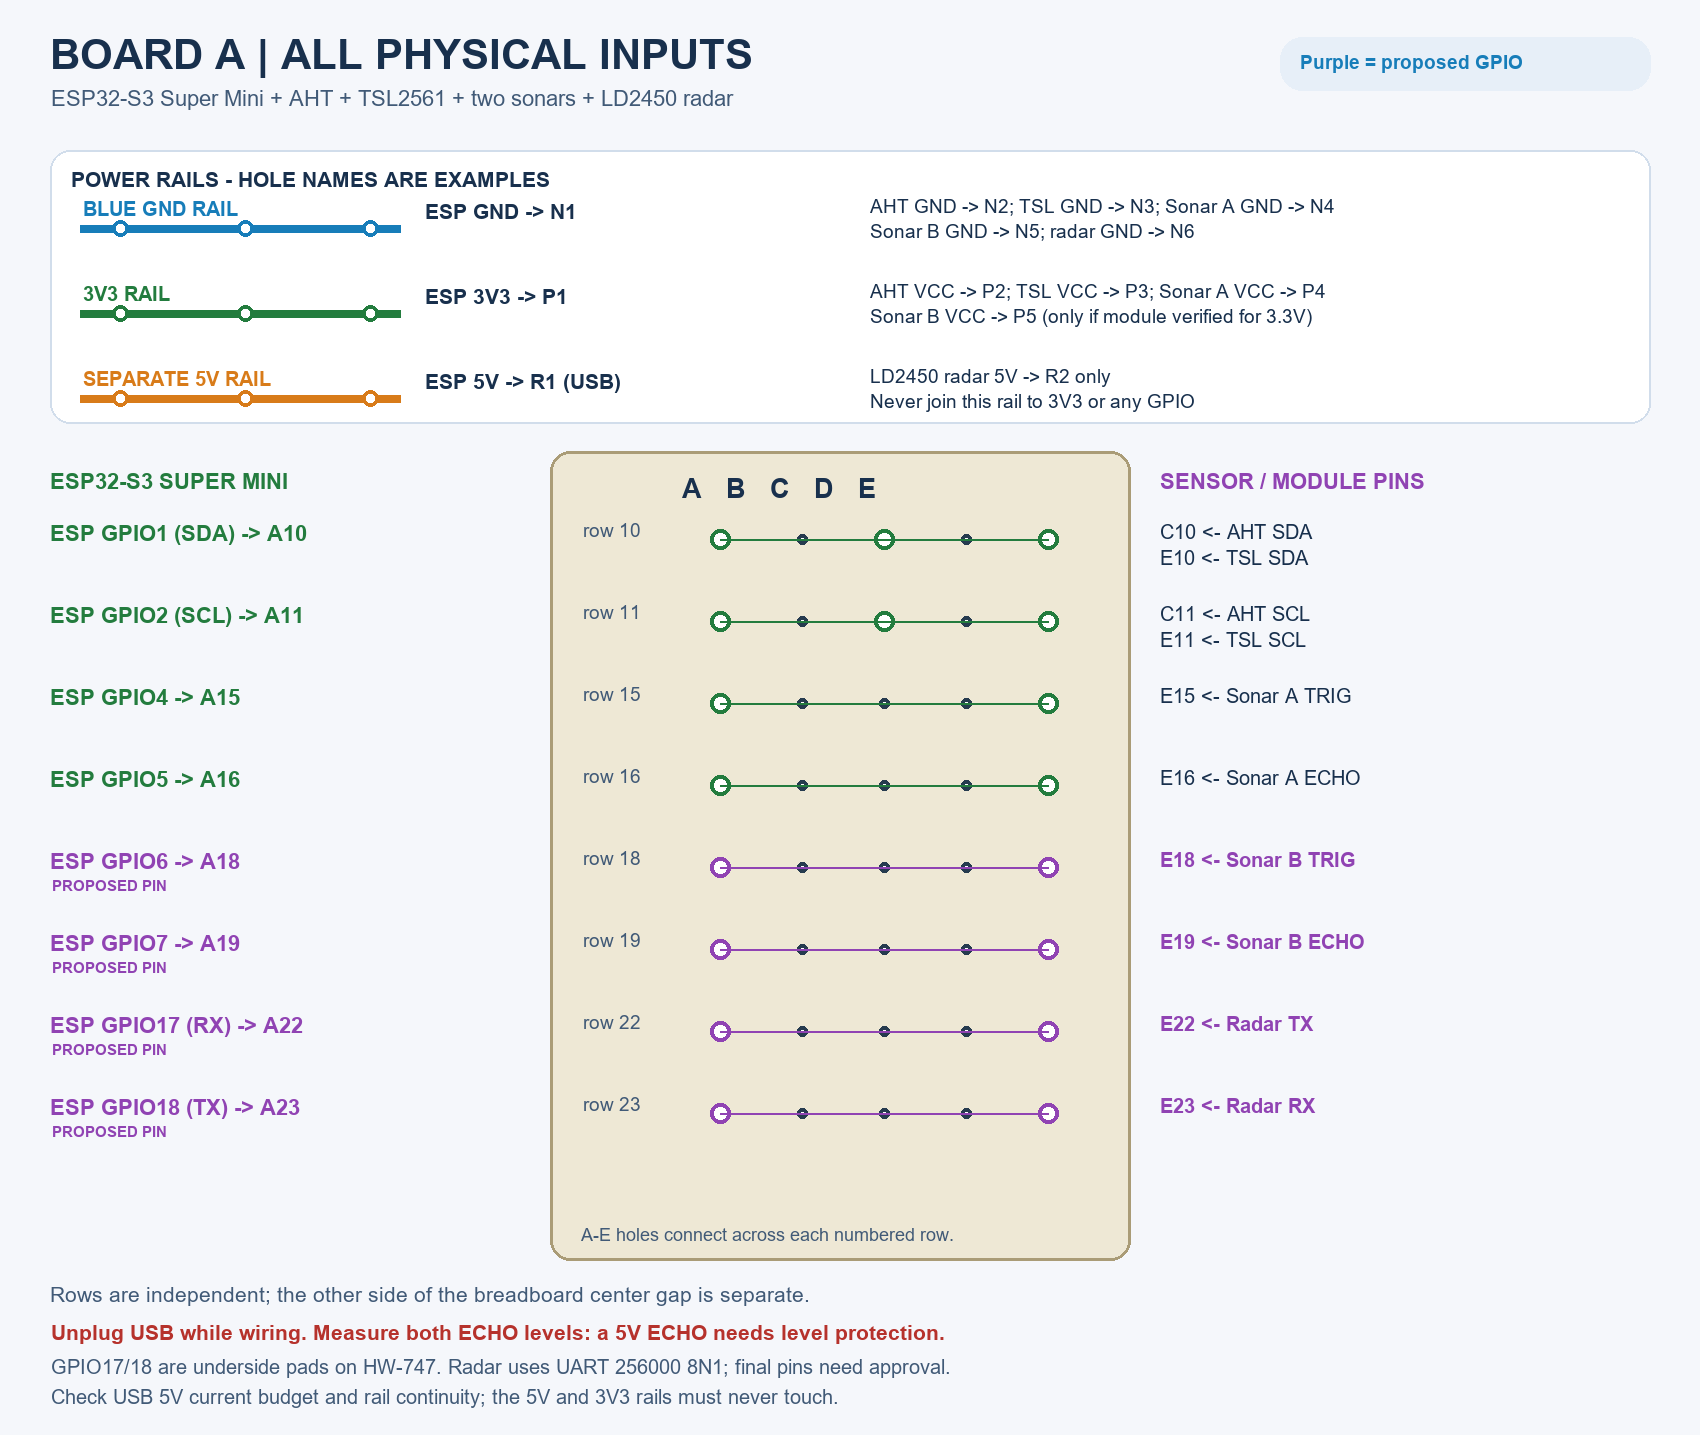 BOARD A | ALL PHYSICAL INPUTS
ESP32-S3 Super Mini + AHT + TSL2561 + two sonars + LD2450 radar
Purple = proposed GPIO
POWER RAILS - HOLE NAMES ARE EXAMPLES
BLUE GND RAIL
ESP GND -> N1
AHT GND -> N2; TSL GND -> N3; Sonar A GND -> N4
Sonar B GND -> N5; radar GND -> N6
3V3 RAIL
ESP 3V3 -> P1
AHT VCC -> P2; TSL VCC -> P3; Sonar A VCC -> P4
Sonar B VCC -> P5 (only if module verified for 3.3V)
SEPARATE 5V RAIL
ESP 5V -> R1 (USB)
LD2450 radar 5V -> R2 only
Never join this rail to 3V3 or any GPIO
ESP32-S3 SUPER MINI
A B C D E
SENSOR / MODULE PINS
ESP GPIO1 (SDA) -> A10
row 10
C10 <- AHT SDA
E10 <- TSL SDA
ESP GPIO2 (SCL) -> A11
row 11
C11 <- AHT SCL
E11 <- TSL SCL
ESP GPIO4 -> A15
row 15
E15 <- Sonar A TRIG
ESP GPIO5 -> A16
row 16
E16 <- Sonar A ECHO
ESP GPIO6 -> A18
PROPOSED PIN
row 18
E18 <- Sonar B TRIG
ESP GPIO7 -> A19
PROPOSED PIN
row 19
E19 <- Sonar B ECHO
ESP GPIO17 (RX) -> A22
PROPOSED PIN
row 22
E22 <- Radar TX
ESP GPIO18 (TX) -> A23
PROPOSED PIN
row 23
E23 <- Radar RX
A-E holes connect across each numbered row.
Rows are independent; the other side of the breadboard center gap is separate.
Unplug USB while wiring. Measure both ECHO levels: a 5V ECHO needs level protection.
GPIO17/18 are underside pads on HW-747. Radar uses UART 256000 8N1; final pins need approval.
Check USB 5V current budget and rail continuity; the 5V and 3V3 rails must never touch.